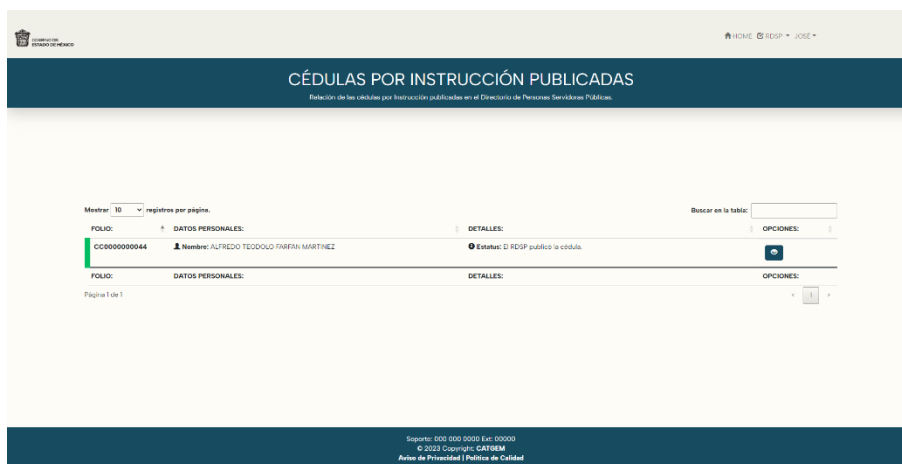 GOBIERNO DEL
ESTADO DE MÉXICO
HOME RDSP JOSÉ
CÉDULAS POR INSTRUCCIÓN PUBLICADAS
Relación de las cédulas por Instrucción publicadas en el Directorio de Personas Servidoras Públicas.
Mostrar 10 registros por página. Buscar en la tabla:
FOLIO: DATOS PERSONALES: DETALLES: OPCIONES:
CC0000000044 Nombre: ALFREDO TEODOLO FARFAN MARTINEZ Estatus: El RDSP publicó la cédula.
FOLIO: DATOS PERSONALES: DETALLES: OPCIONES:
Página 1 de 1 ‹ 1 ›
Soporte: 000 000 0000 Ext: 00000
© 2023 Copyright: CATGEM
Aviso de Privacidad | Política de Calidad